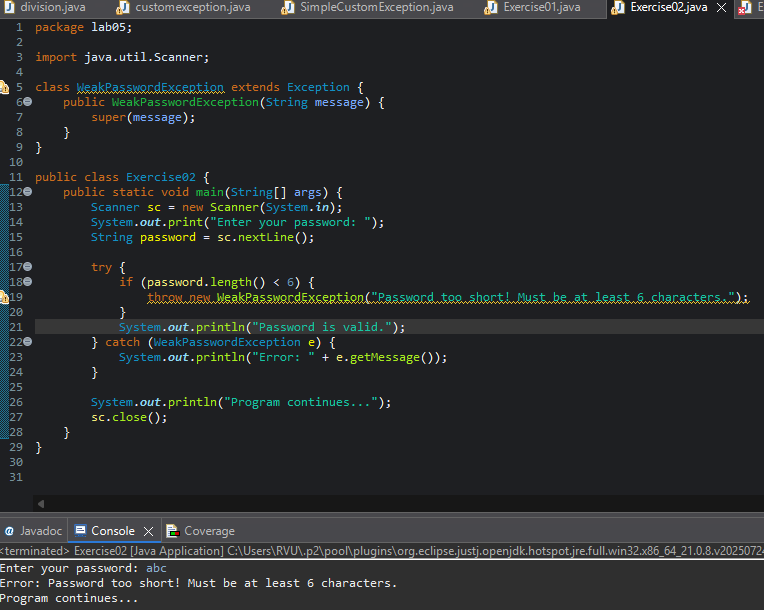 division.java customexception.java SimpleCustomException.java Exercise01.java Exercise02.java E
1 package lab05;
2
3 import java.util.Scanner;
4
5 class WeakPasswordException extends Exception {
6     public WeakPasswordException(String message) {
7         super(message);
8     }
9 }
10
11 public class Exercise02 {
12     public static void main(String[] args) {
13         Scanner sc = new Scanner(System.in);
14         System.out.print("Enter your password: ");
15         String password = sc.nextLine();
16
17         try {
18             if (password.length() < 6) {
19                 throw new WeakPasswordException("Password too short! Must be at least 6 characters.");
20             }
21             System.out.println("Password is valid.");
22         } catch (WeakPasswordException e) {
23             System.out.println("Error: " + e.getMessage());
24         }
25
26         System.out.println("Program continues...");
27         sc.close();
28     }
29 }
30
31
@ Javadoc Console Coverage
<terminated> Exercise02 [Java Application] C:\Users\RVU\.p2\pool\plugins\org.eclipse.justj.openjdk.hotspot.jre.full.win32.x86_64_21.0.8.v20250724
Enter your password: abc
Error: Password too short! Must be at least 6 characters.
Program continues...